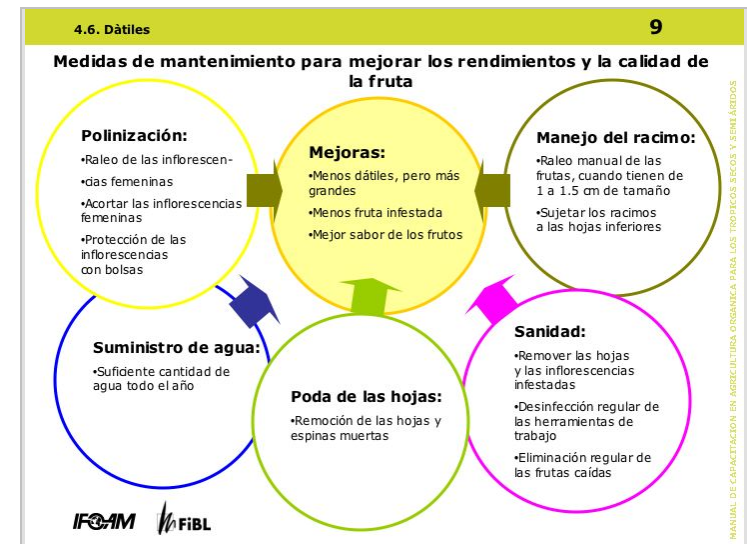 4.6. Dàtiles
9
Medidas de mantenimiento para mejorar los rendimientos y la calidad de
la fruta
Polinización:
•Raleo de las inflorescen-
•cias femeninas
•Acortar las inflorescencias
femeninas
•Protección de las
inflorescencias
con bolsas
Mejoras:
•Menos dátiles, pero más
grandes
•Menos fruta infestada
•Mejor sabor de los frutos
Manejo del racimo:
•Raleo manual de las
frutas, cuando tienen de
1 a 1.5 cm de tamaño
•Sujetar los racimos
a las hojas inferiores
Suministro de agua:
•Suficiente cantidad de
agua todo el año
Poda de las hojas:
•Remoción de las hojas y
espinas muertas
Sanidad:
•Remover las hojas
y las inflorescencias
infestadas
•Desinfección regular de
las herramientas de
trabajo
•Eliminación regular de
las frutas caídas
IFOAM
FiBL
MANUAL DE CAPACITACION EN AGRICULTURA ORGANICA PARA LOS TROPICOS SECOS Y SEMIÁRIDOS